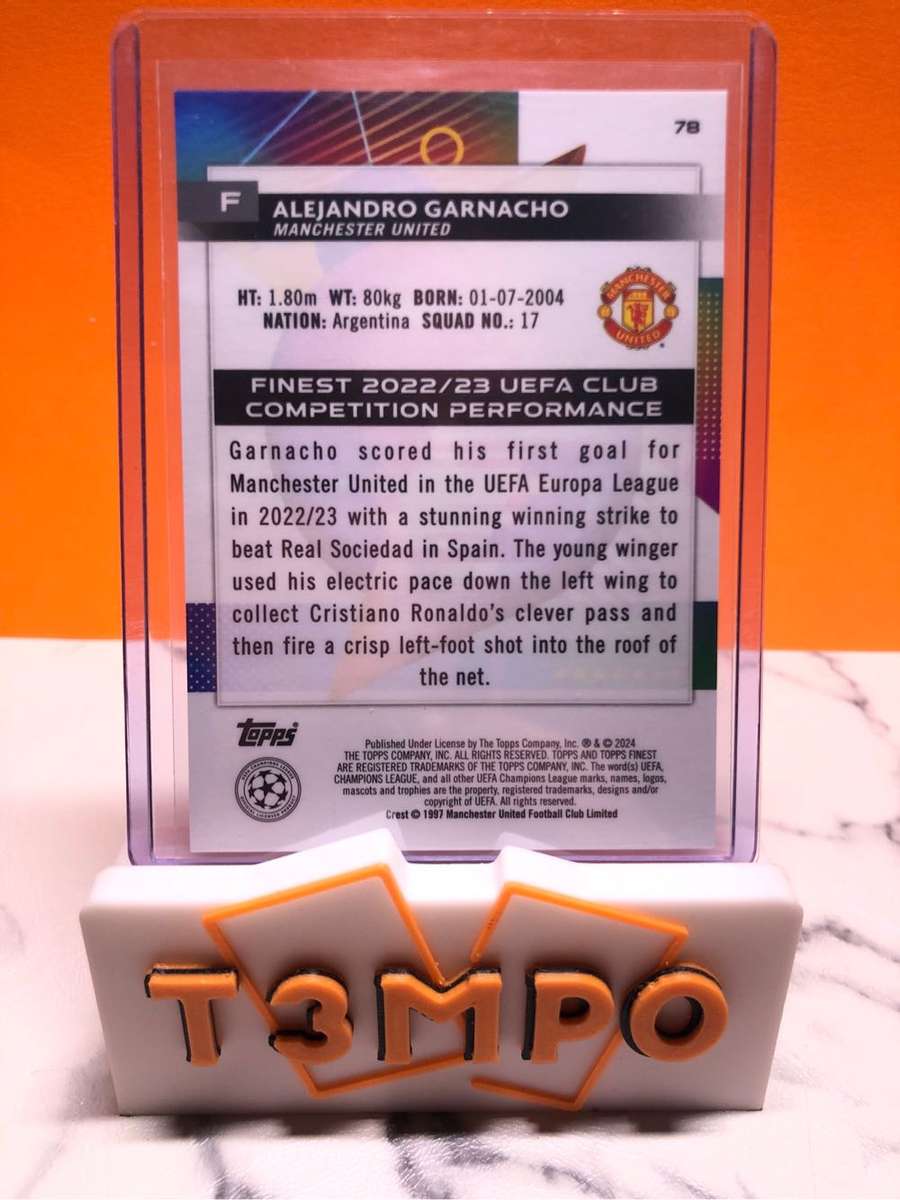 78
F
ALEJANDRO GARNACHO
MANCHESTER UNITED
HT: 1.80m WT: 80kg BORN: 01-07-2004
NATION: Argentina SQUAD NO.: 17
MANCHESTER
UNITED
FINEST 2022/23 UEFA CLUB
COMPETITION PERFORMANCE
Garnacho scored his first goal for
Manchester United in the UEFA Europa League
in 2022/23 with a stunning winning strike to
beat Real Sociedad in Spain. The young winger
used his electric pace down the left wing to
collect Cristiano Ronaldo's clever pass and
then fire a crisp left-foot shot into the roof of
the net.
Topps
Published Under License by The Topps Company, Inc. ® & © 2024
THE TOPPS COMPANY, INC. ALL RIGHTS RESERVED. TOPPS AND TOPPS FINEST
ARE REGISTERED TRADEMARKS OF THE TOPPS COMPANY, INC. The word(s) UEFA,
CHAMPIONS LEAGUE, and all other UEFA Champions League marks, names, logos,
mascots and trophies are the property, registered trademarks, designs and/or
copyright of UEFA. All rights reserved.
Crest © 1997 Manchester United Football Club Limited
T3MPO